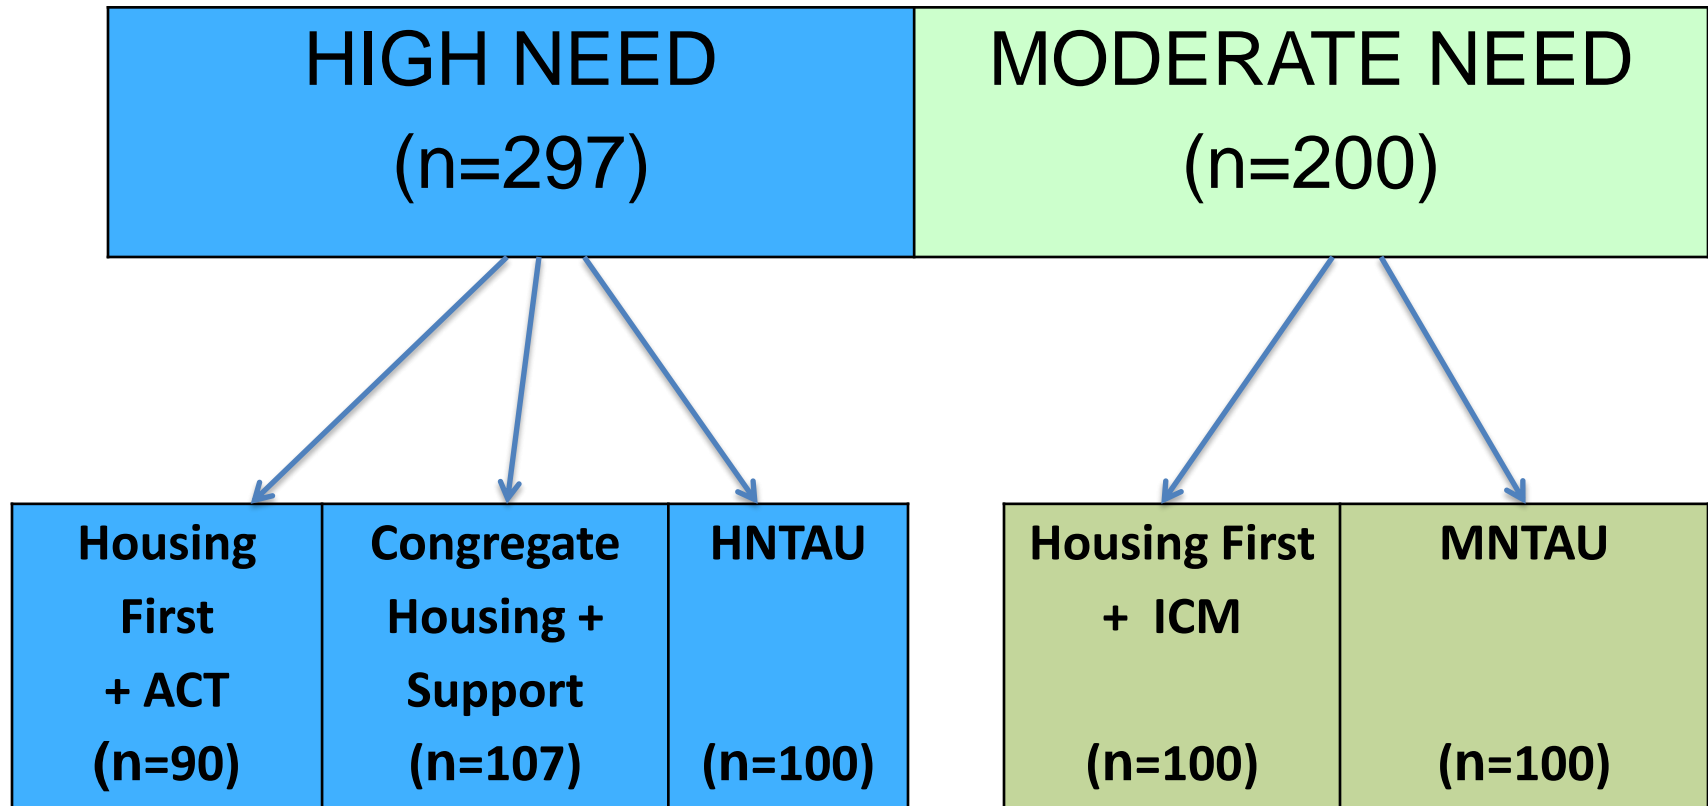 HIGH NEED
(n=297)
MODERATE NEED
(n=200)
Housing
First
+ ACT
(n=90)
Congregate
Housing +
Support
(n=107)
HNTAU
(n=100)
Housing First
+ ICM
(n=100)
MNTAU
(n=100)